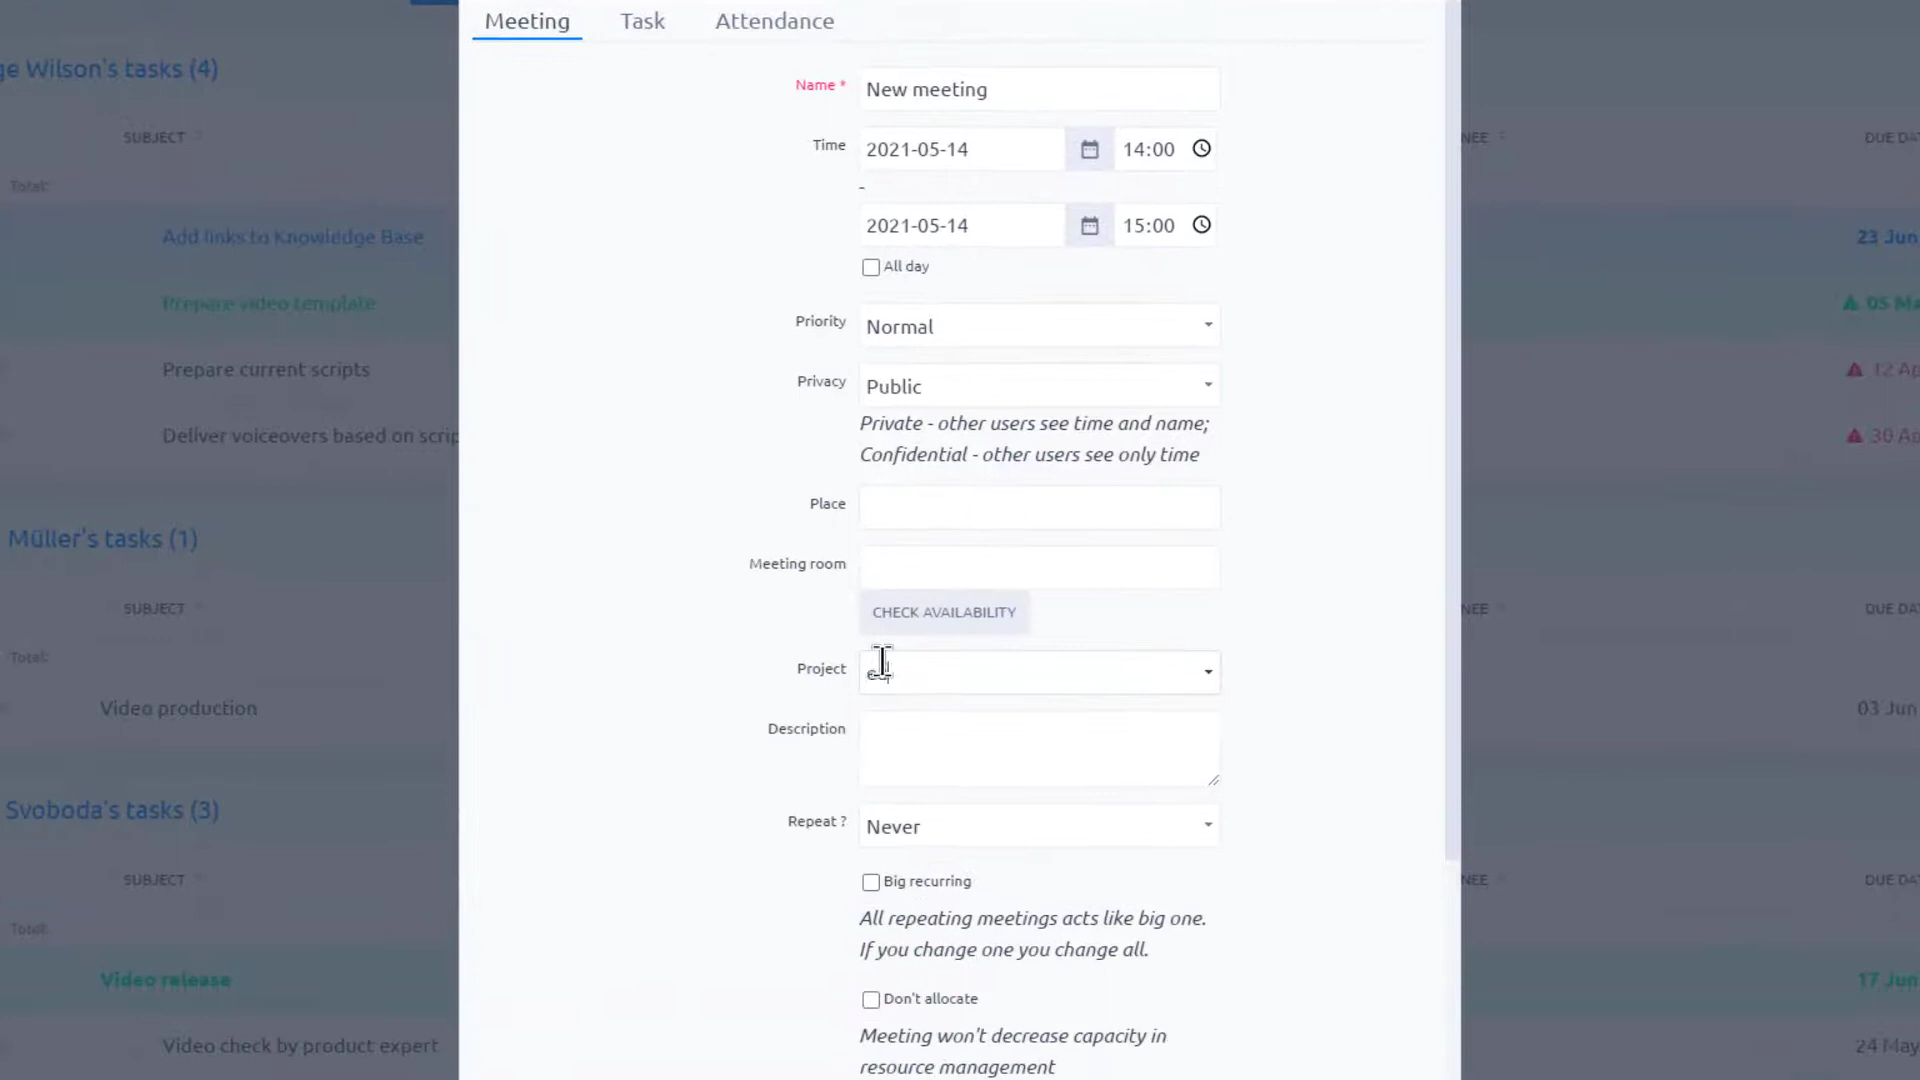 Meeting Task Attendance
ge Wilson's tasks (4)
Name *
New meeting
SUBJECT
NEE
DUE DA
Time
2021-05-14
14:00
-
Total:
2021-05-14
15:00
Add links to Knowledge Base
23 Jun
All day
Prepare video template
05 Ma
Priority
Normal
Prepare current scripts
12 Ap
Privacy
Public
Private - other users see time and name;
Deliver voiceovers based on scrip
30 Ap
Confidential - other users see only time
Place
Müller's tasks (1)
Meeting room
SUBJECT
NEE
DUE DA
CHECK AVAILABILITY
Total:
Project
Video production
03 Jun
Description
Svoboda's tasks (3)
Repeat ?
Never
SUBJECT
NEE
DUE DA
Big recurring
All repeating meetings acts like big one.
Total:
If you change one you change all.
Video release
17 Jun
Don't allocate
Meeting won't decrease capacity in
Video check by product expert
24 May
resource management